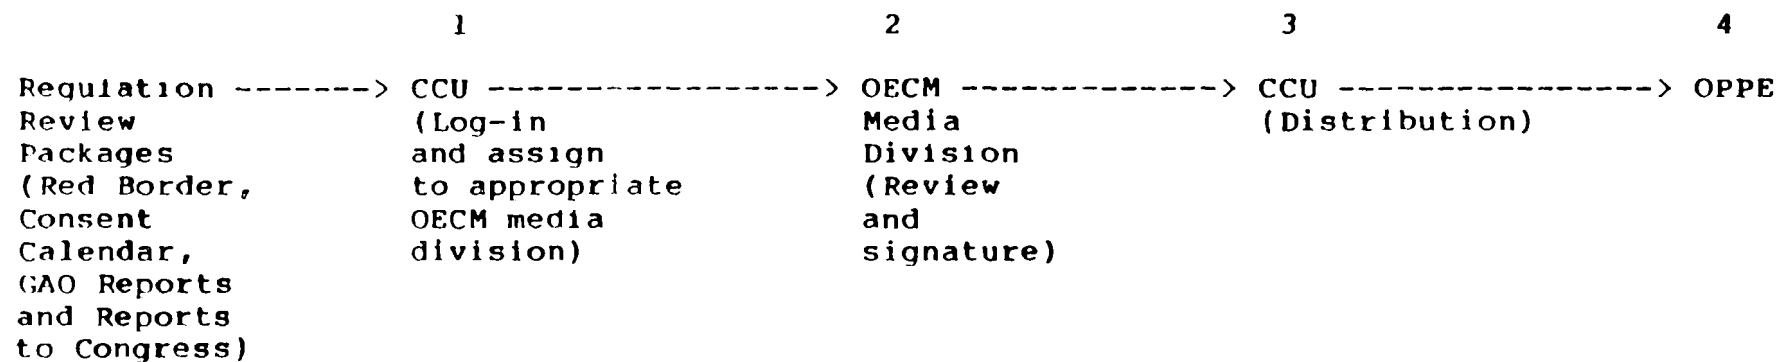 1 2 3 4
Regulation -------> CCU -----------------> OECM -------------> CCU ----------------> OPPE
Review (Log-in Media (Distribution)
Packages and assign Division
(Red Border, to appropriate (Review
Consent OECM media and
Calendar, division) signature)
GAO Reports
and Reports
to Congress)